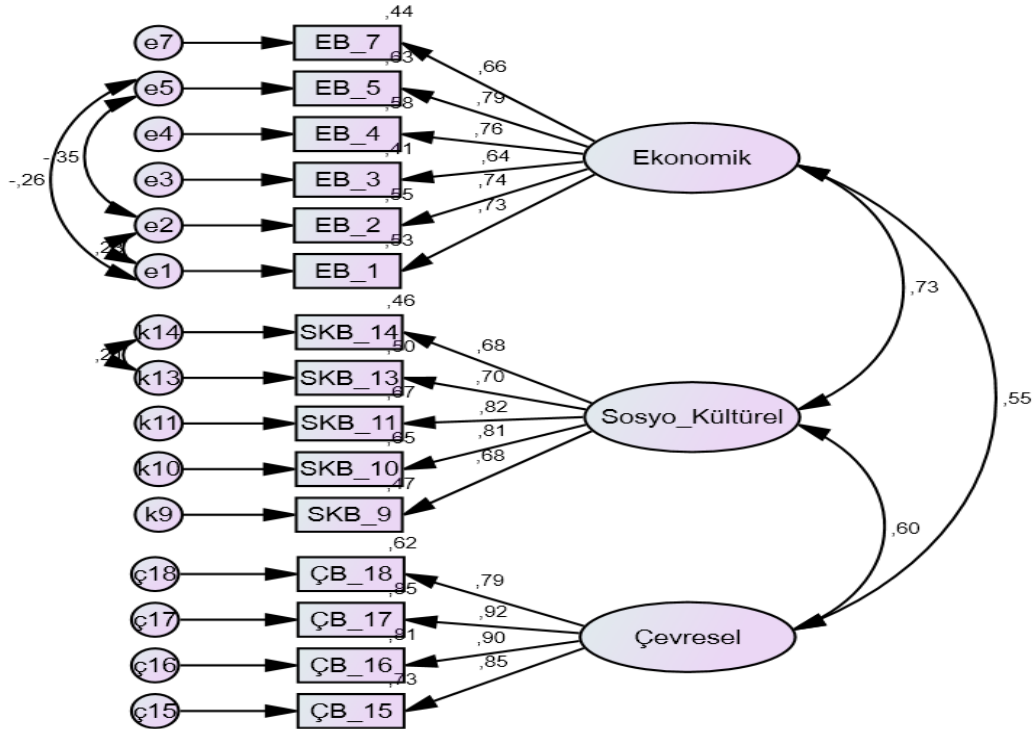 ,44
e7 EB_7 ,66
,63
e5 EB_5 ,79
,58
e4 EB_4 ,76 Ekonomik
,41
-,35
-,26
e3 EB_3 ,64
,55
e2 EB_2 ,74
,53
e1 EB_1 ,73
,73
,46
k14 SKB_14 ,68
,50
k13 SKB_13 ,70
,67
k11 SKB_11 ,82 Sosyo_Kültürel ,55
,65
k10 SKB_10 ,81
,47
k9 SKB_9 ,68
,60
,62
ç18 ÇB_18 ,79
,85
ç17 ÇB_17 ,92 Çevresel
,81
ç16 ÇB_16 ,90
,73
ç15 ÇB_15 ,85